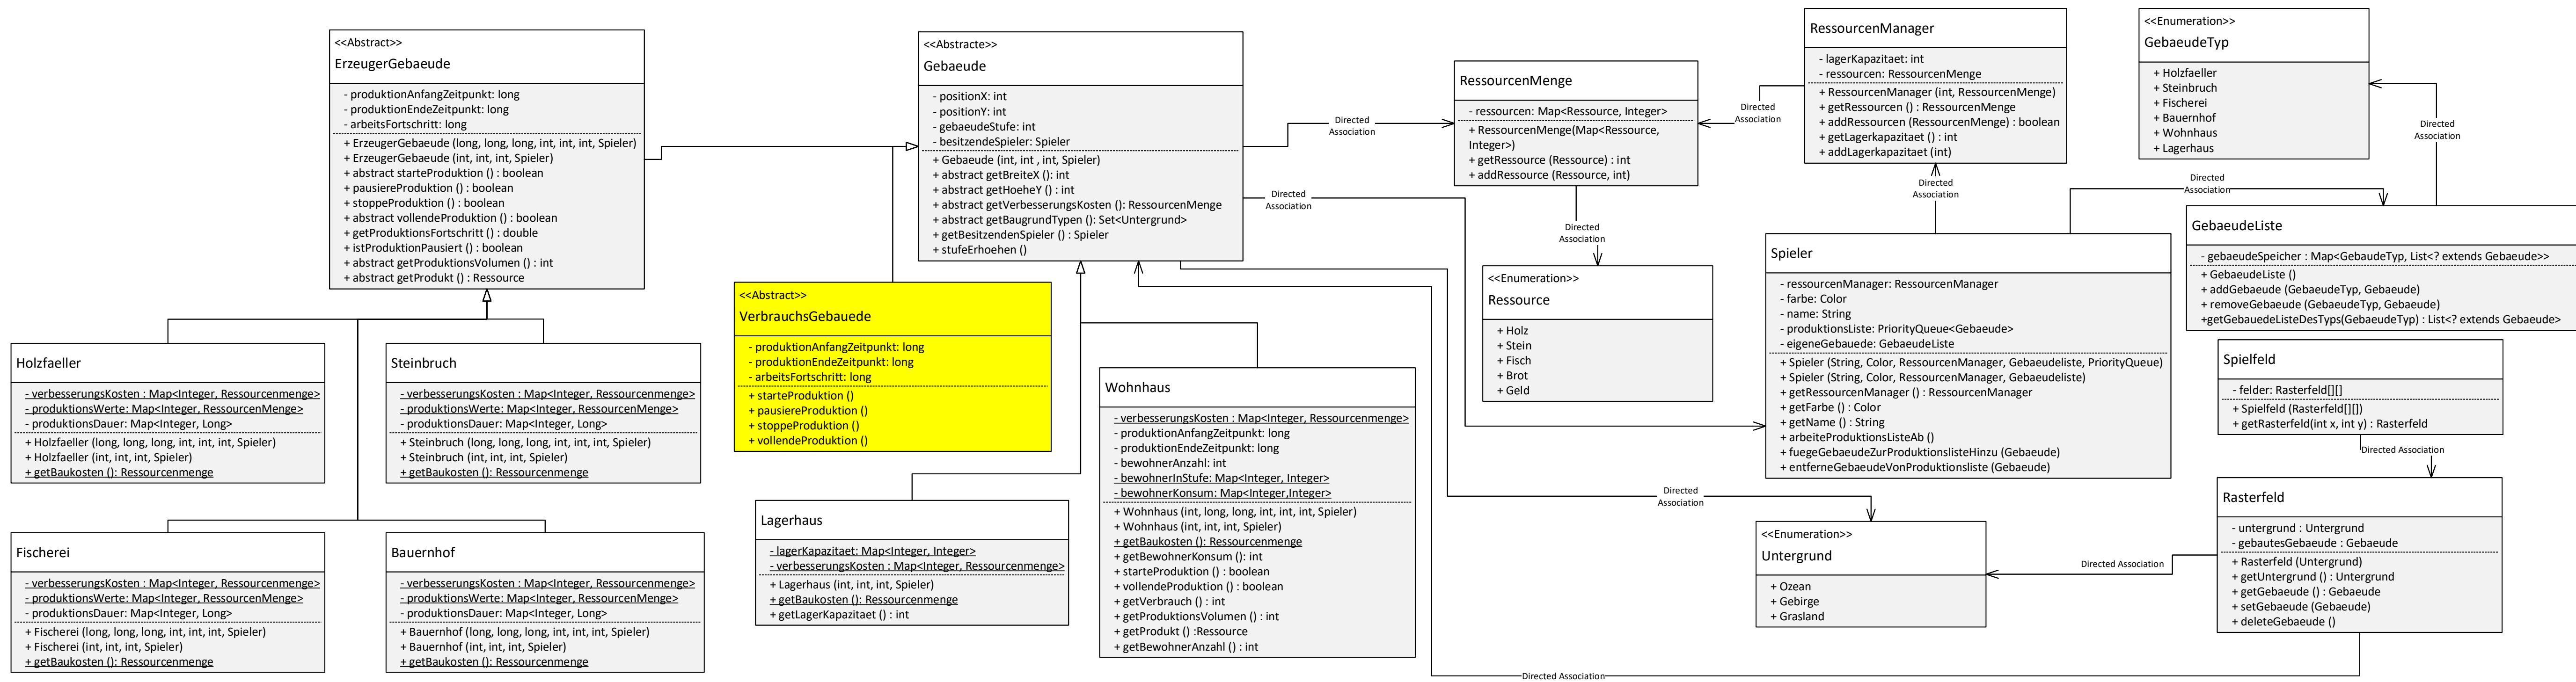 <<Abstract>>
ErzeugerGebaeude
- produktionAnfangZeitpunkt: long
- produktionEndeZeitpunkt: long
- arbeitsFortschritt: long
+ ErzeugerGebaeude (long, long, long, int, int, int, Spieler)
+ ErzeugerGebaeude (int, int, int, Spieler)
+ abstract starteProduktion () : boolean
+ pausiereProduktion () : boolean
+ stoppeProduktion () : boolean
+ abstract vollendeProduktion () : boolean
+ getProduktionsFortschritt () : double
+ istProduktionPausiert () : boolean
+ abstract getProduktionsVolumen () : int
+ abstract getProdukt () : Ressource
<<Abstracte>>
Gebaeude
- positionX: int
- positionY: int
- gebaeudeStufe: int
- besitzendeSpieler: Spieler
+ Gebaeude (int, int , int, Spieler)
+ abstract getBreiteX (): int
+ abstract getHoeheY () : int
+ abstract getVerbesserungsKosten (): RessourcenMenge
+ abstract getBaugrundTypen (): Set<Untergrund>
+ getBesitzendenSpieler () : Spieler
+ stufeErhoehen ()
Directed
Association
Directed
Association
RessourcenMenge
- ressourcen: Map<Ressource, Integer>
+ RessourcenMenge(Map<Ressource,
Integer>)
+ getRessource (Ressource) : int
+ addRessource (Ressource, int)
Directed
Association
Directed
Association
RessourcenManager
- lagerKapazitaet: int
- ressourcen: RessourcenMenge
+ RessourcenManager (int, RessourcenMenge)
+ getRessourcen () : RessourcenMenge
+ addRessourcen (RessourcenMenge) : boolean
+ getLagerkapazitaet () : int
+ addLagerkapazitaet (int)
Directed
Association
<<Enumeration>>
GebaeudeTyp
+ Holzfaeller
+ Steinbruch
+ Fischerei
+ Bauernhof
+ Wohnhaus
+ Lagerhaus
Directed
Association
Directed
Association
GebaeudeListe
- gebaeudeSpeicher : Map<GebaudeTyp, List<? extends Gebaeude>>
+ GebaeudeListe ()
+ addGebaeude (GebaeudeTyp, Gebaeude)
+ removeGebaeude (GebaeudeTyp, Gebaeude)
+getGebauedeListeDesTyps(GebaeudeTyp) : List<? extends Gebaeude>
<<Enumeration>>
Ressource
+ Holz
+ Stein
+ Fisch
+ Brot
+ Geld
Spieler
- ressourcenManager: RessourcenManager
- farbe: Color
- name: String
- produktionsListe: PriorityQueue<Gebaeude>
- eigeneGebauede: GebaeudeListe
+ Spieler (String, Color, RessourcenManager, Gebaeudeliste, PriorityQueue)
+ Spieler (String, Color, RessourcenManager, Gebaeudeliste)
+ getRessourcenManager () : RessourcenManager
+ getFarbe () : Color
+ getName () : String
+ arbeiteProduktionsListeAb ()
+ fuegeGebaeudeZurProduktionslisteHinzu (Gebaeude)
+ entferneGebaeudeVonProduktionsliste (Gebaeude)
<<Abstract>>
VerbrauchsGebauede
- produktionAnfangZeitpunkt: long
- produktionEndeZeitpunkt: long
- arbeitsFortschritt: long
+ starteProduktion ()
+ pausiereProduktion ()
+ stoppeProduktion ()
+ vollendeProduktion ()
Holzfaeller
- verbesserungsKosten : Map<Integer, Ressourcenmenge>
- produktionsWerte: Map<Integer, RessourcenMenge>
- produktionsDauer: Map<Integer, Long>
+ Holzfaeller (long, long, long, int, int, int, Spieler)
+ Holzfaeller (int, int, int, Spieler)
+ getBaukosten (): Ressourcenmenge
Steinbruch
- verbesserungsKosten : Map<Integer, Ressourcenmenge>
- produktionsWerte: Map<Integer, RessourcenMenge>
- produktionsDauer: Map<Integer, Long>
+ Steinbruch (long, long, long, int, int, int, Spieler)
+ Steinbruch (int, int, int, Spieler)
+ getBaukosten (): Ressourcenmenge
Wohnhaus
- verbesserungsKosten : Map<Integer, Ressourcenmenge>
- produktionAnfangZeitpunkt: long
- produktionEndeZeitpunkt: long
- bewohnerAnzahl: int
- bewohnerInStufe: Map<Integer, Integer>
- bewohnerKonsum: Map<Integer,Integer>
+ Wohnhaus (int, long, long, int, int, int, Spieler)
+ Wohnhaus (int, int, int, Spieler)
+ getBaukosten (): Ressourcenmenge
+ getBewohnerKonsum (): int
+ starteProduktion () : boolean
+ vollendeProduktion () : boolean
+ getVerbrauch () : int
+ getProduktionsVolumen () : int
+ getProdukt () :Ressource
+ getBewohnerAnzahl () : int
Spielfeld
- felder: Rasterfeld[][]
+ Spielfeld (Rasterfeld[][])
+ getRasterfeld(int x, int y) : Rasterfeld
Directed Association
Lagerhaus
- lagerKapazitaet: Map<Integer, Integer>
- verbesserungsKosten : Map<Integer, Ressourcenmenge>
+ Lagerhaus (int, int, int, Spieler)
+ getBaukosten (): Ressourcenmenge
+ getLagerKapazitaet () : int
Directed
Association
<<Enumeration>>
Untergrund
+ Ozean
+ Gebirge
+ Grasland
Directed Association
Rasterfeld
- untergrund : Untergrund
- gebautesGebaeude : Gebaeude
+ Rasterfeld (Untergrund)
+ getUntergrund () : Untergrund
+ getGebaeude () : Gebaeude
+ setGebaeude (Gebaeude)
+ deleteGebaeude ()
Fischerei
- verbesserungsKosten : Map<Integer, Ressourcenmenge>
- produktionsWerte: Map<Integer, RessourcenMenge>
- produktionsDauer: Map<Integer, Long>
+ Fischerei (long, long, long, int, int, int, Spieler)
+ Fischerei (int, int, int, Spieler)
+ getBaukosten (): Ressourcenmenge
Bauernhof
- verbesserungsKosten : Map<Integer, Ressourcenmenge>
- produktionsWerte: Map<Integer, RessourcenMenge>
- produktionsDauer: Map<Integer, Long>
+ Bauernhof (long, long, long, int, int, int, Spieler)
+ Bauernhof (int, int, int, Spieler)
+ getBaukosten (): Ressourcenmenge
Directed Association